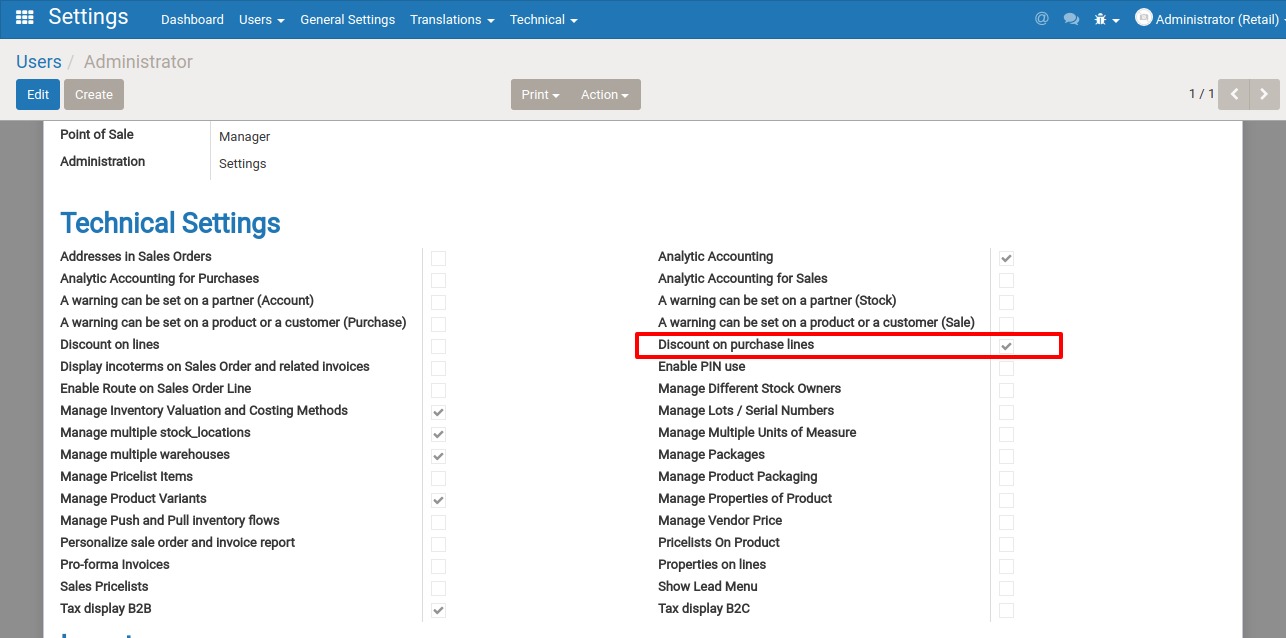 Settings Dashboard Users General Settings Translations Technical @ Administrator (Retail)
Users / Administrator
Edit Create Print Action 1 / 1
Point of Sale Manager
Administration Settings
Technical Settings
Addresses in Sales Orders Analytic Accounting
Analytic Accounting for Purchases Analytic Accounting for Sales
A warning can be set on a partner (Account) A warning can be set on a partner (Stock)
A warning can be set on a product or a customer (Purchase) A warning can be set on a product or a customer (Sale)
Discount on lines Discount on purchase lines
Display incoterms on Sales Order and related invoices Enable PIN use
Enable Route on Sales Order Line Manage Different Stock Owners
Manage Inventory Valuation and Costing Methods Manage Lots / Serial Numbers
Manage multiple stock_locations Manage Multiple Units of Measure
Manage multiple warehouses Manage Packages
Manage Pricelist Items Manage Product Packaging
Manage Product Variants Manage Properties of Product
Manage Push and Pull inventory flows Manage Vendor Price
Personalize sale order and invoice report Pricelists On Product
Pro-forma Invoices Properties on lines
Sales Pricelists Show Lead Menu
Tax display B2B Tax display B2C